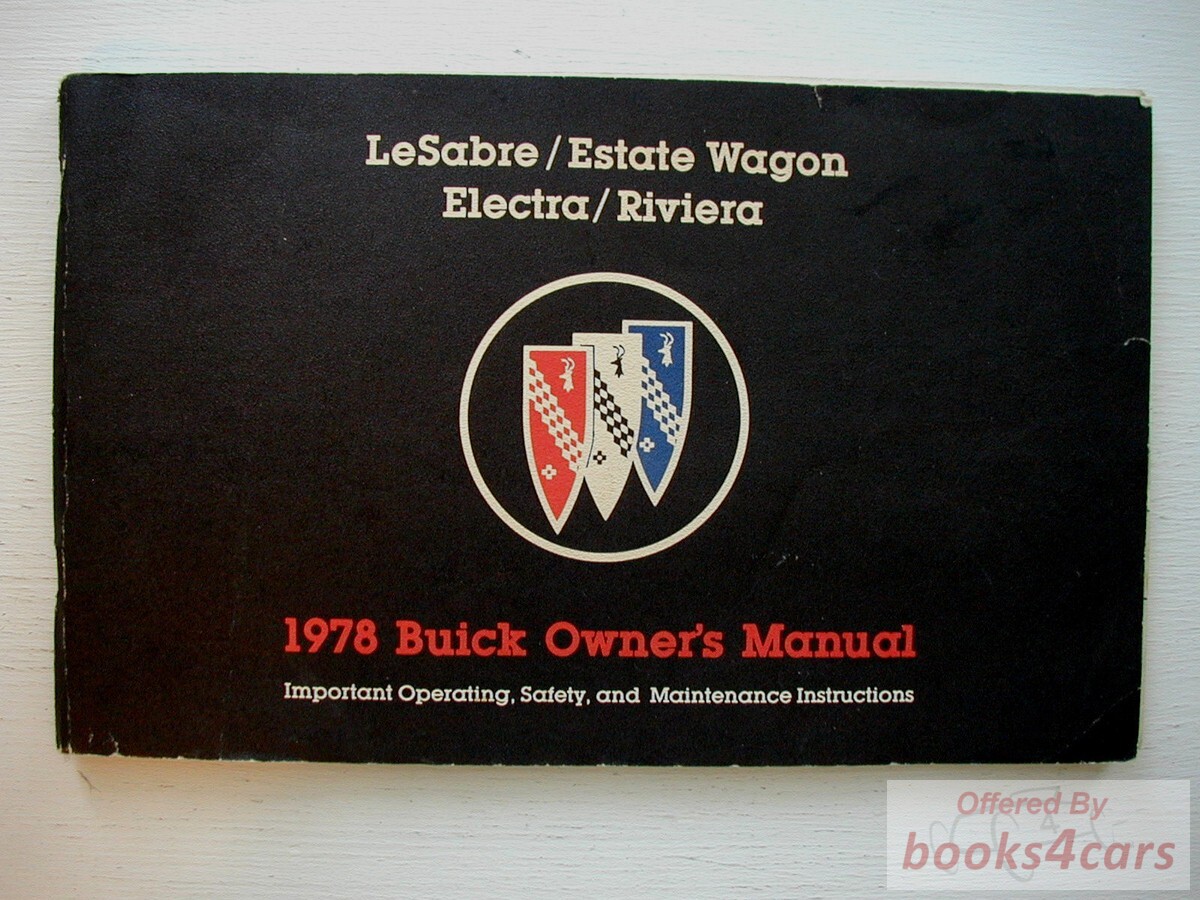 LeSabre/Estate Wagon
Electra/Riviera
1978 Buick Owner's Manual
Important Operating, Safety, and Maintenance Instructions
Offered By
books4cars